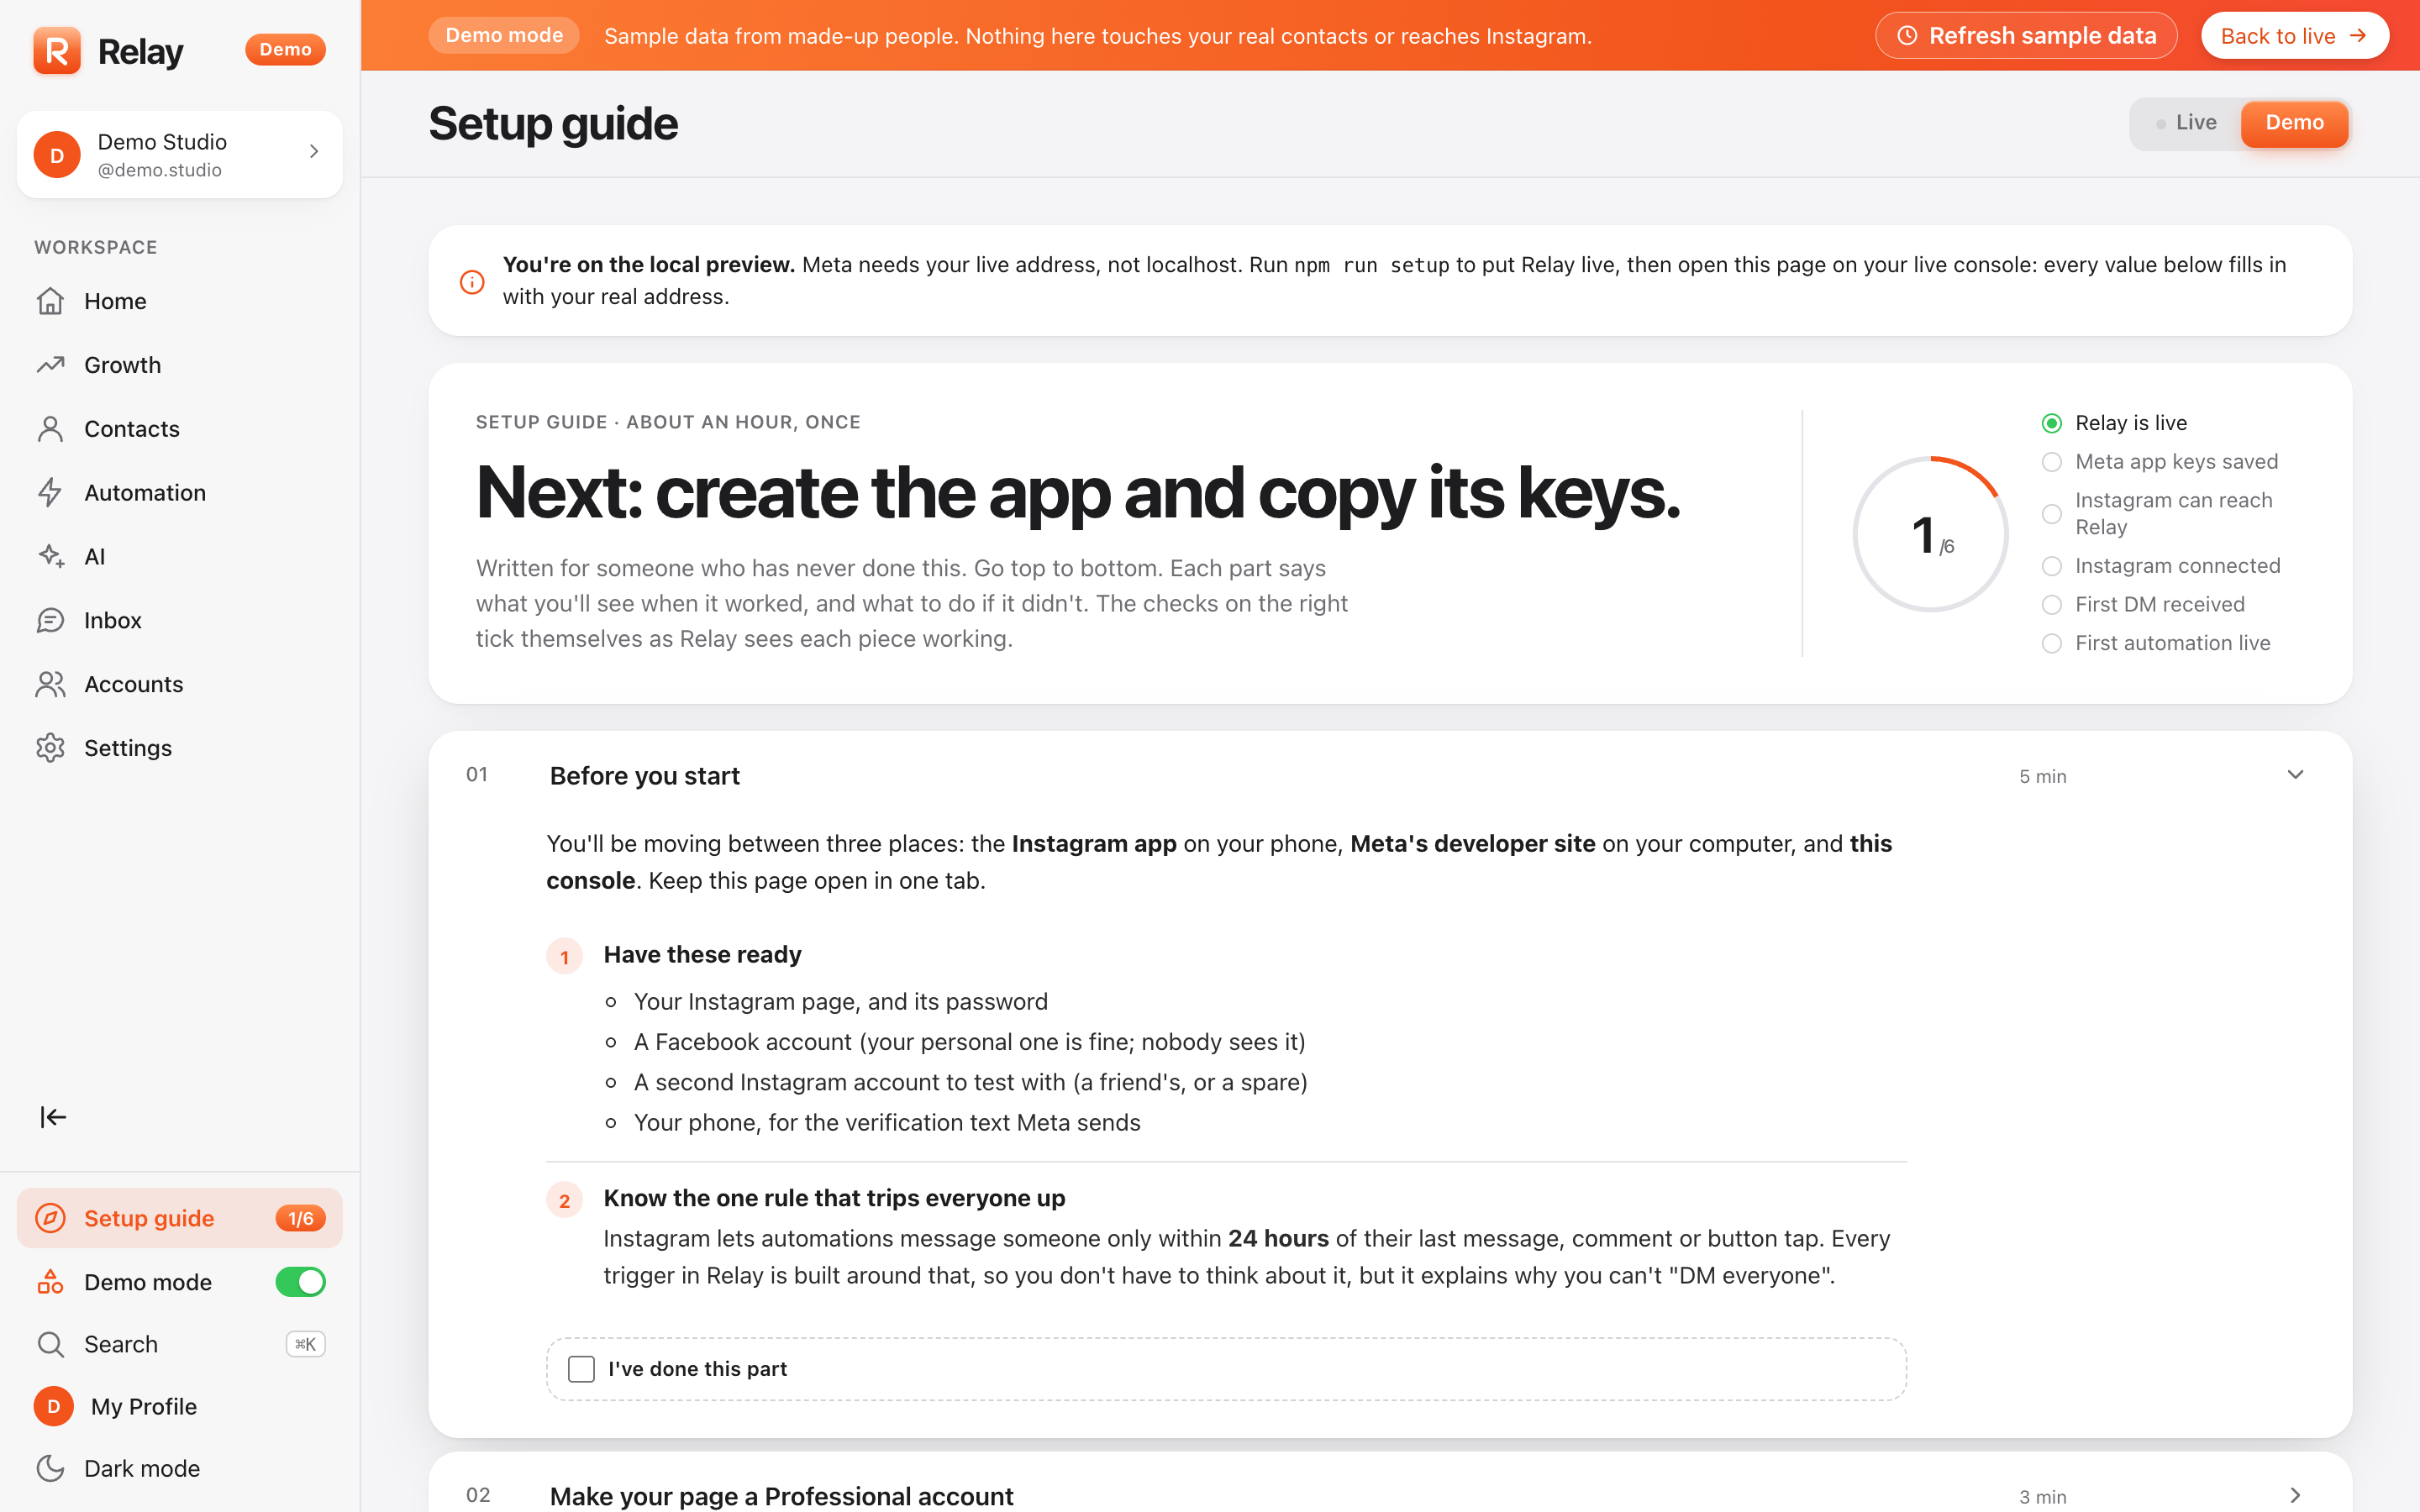 R Relay Demo
D Demo Studio
@demo.studio
WORKSPACE
Home
Growth
Contacts
Automation
AI
Inbox
Accounts
Settings
Setup guide 1/6
Demo mode
Search ⌘K
D My Profile
Dark mode
Demo mode Sample data from made-up people. Nothing here touches your real contacts or reaches Instagram. Refresh sample data Back to live →
Setup guide Live Demo
You're on the local preview. Meta needs your live address, not localhost. Run npm run setup to put Relay live, then open this page on your live console: every value below fills in
with your real address.
SETUP GUIDE · ABOUT AN HOUR, ONCE
Next: create the app and copy its keys.
Written for someone who has never done this. Go top to bottom. Each part says
what you'll see when it worked, and what to do if it didn't. The checks on the right
tick themselves as Relay sees each piece working.
1/6
Relay is live
Meta app keys saved
Instagram can reach
Relay
Instagram connected
First DM received
First automation live
01 Before you start 5 min
You'll be moving between three places: the Instagram app on your phone, Meta's developer site on your computer, and this
console. Keep this page open in one tab.
1 Have these ready
Your Instagram page, and its password
A Facebook account (your personal one is fine; nobody sees it)
A second Instagram account to test with (a friend's, or a spare)
Your phone, for the verification text Meta sends
2 Know the one rule that trips everyone up
Instagram lets automations message someone only within 24 hours of their last message, comment or button tap. Every
trigger in Relay is built around that, so you don't have to think about it, but it explains why you can't "DM everyone".
I've done this part
02 Make your page a Professional account 3 min